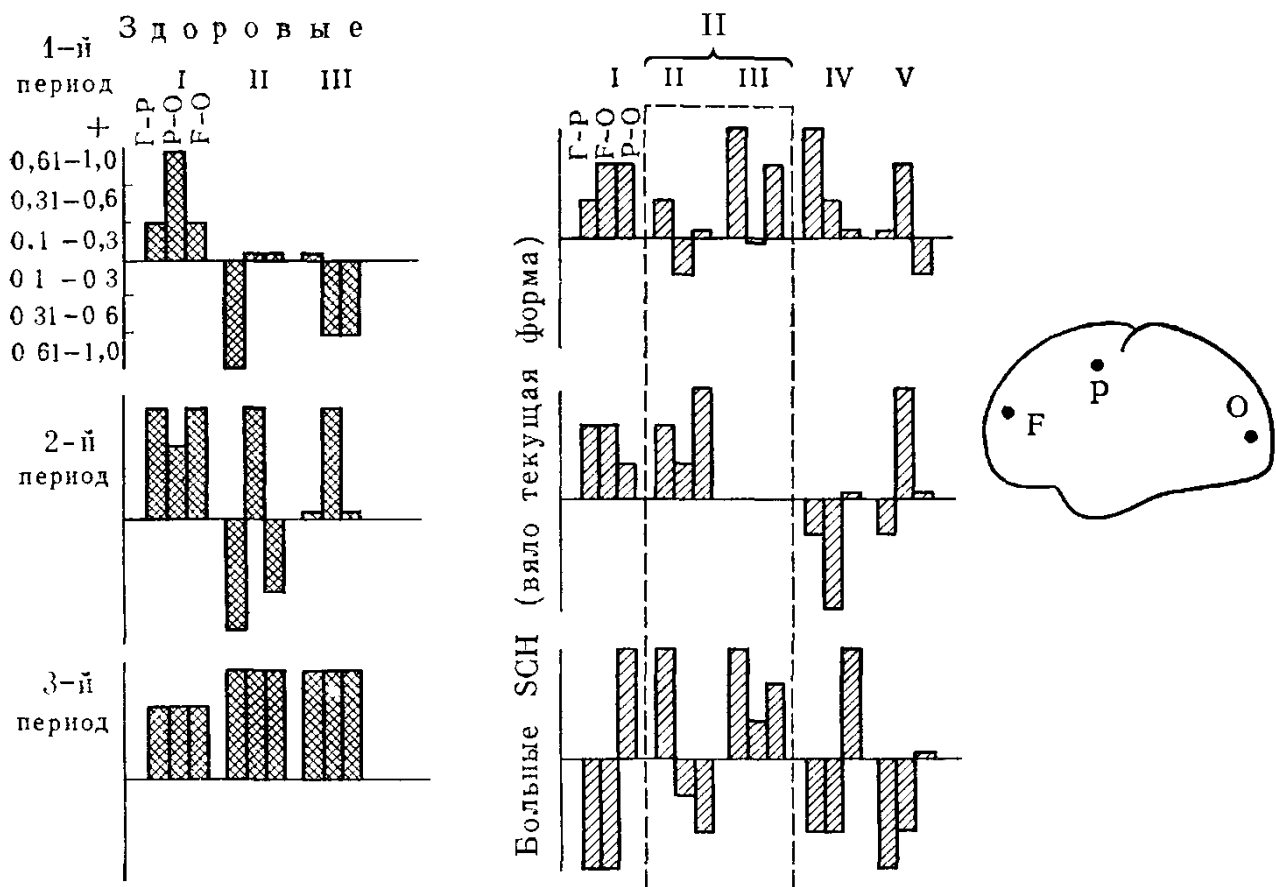 Здоровые
1-й
период
I II III
Г-Р Р-О F-O
+
0,61-1,0
0,31-0,6
0.1 -0,3
0 1 -0 3
0 31-0 6
0 61-1,0
2-й
период
3-й
период
II
I II III IV V
Г-Р F-O P-O
Больные SCH (вяло текущая форма)
F
P
O